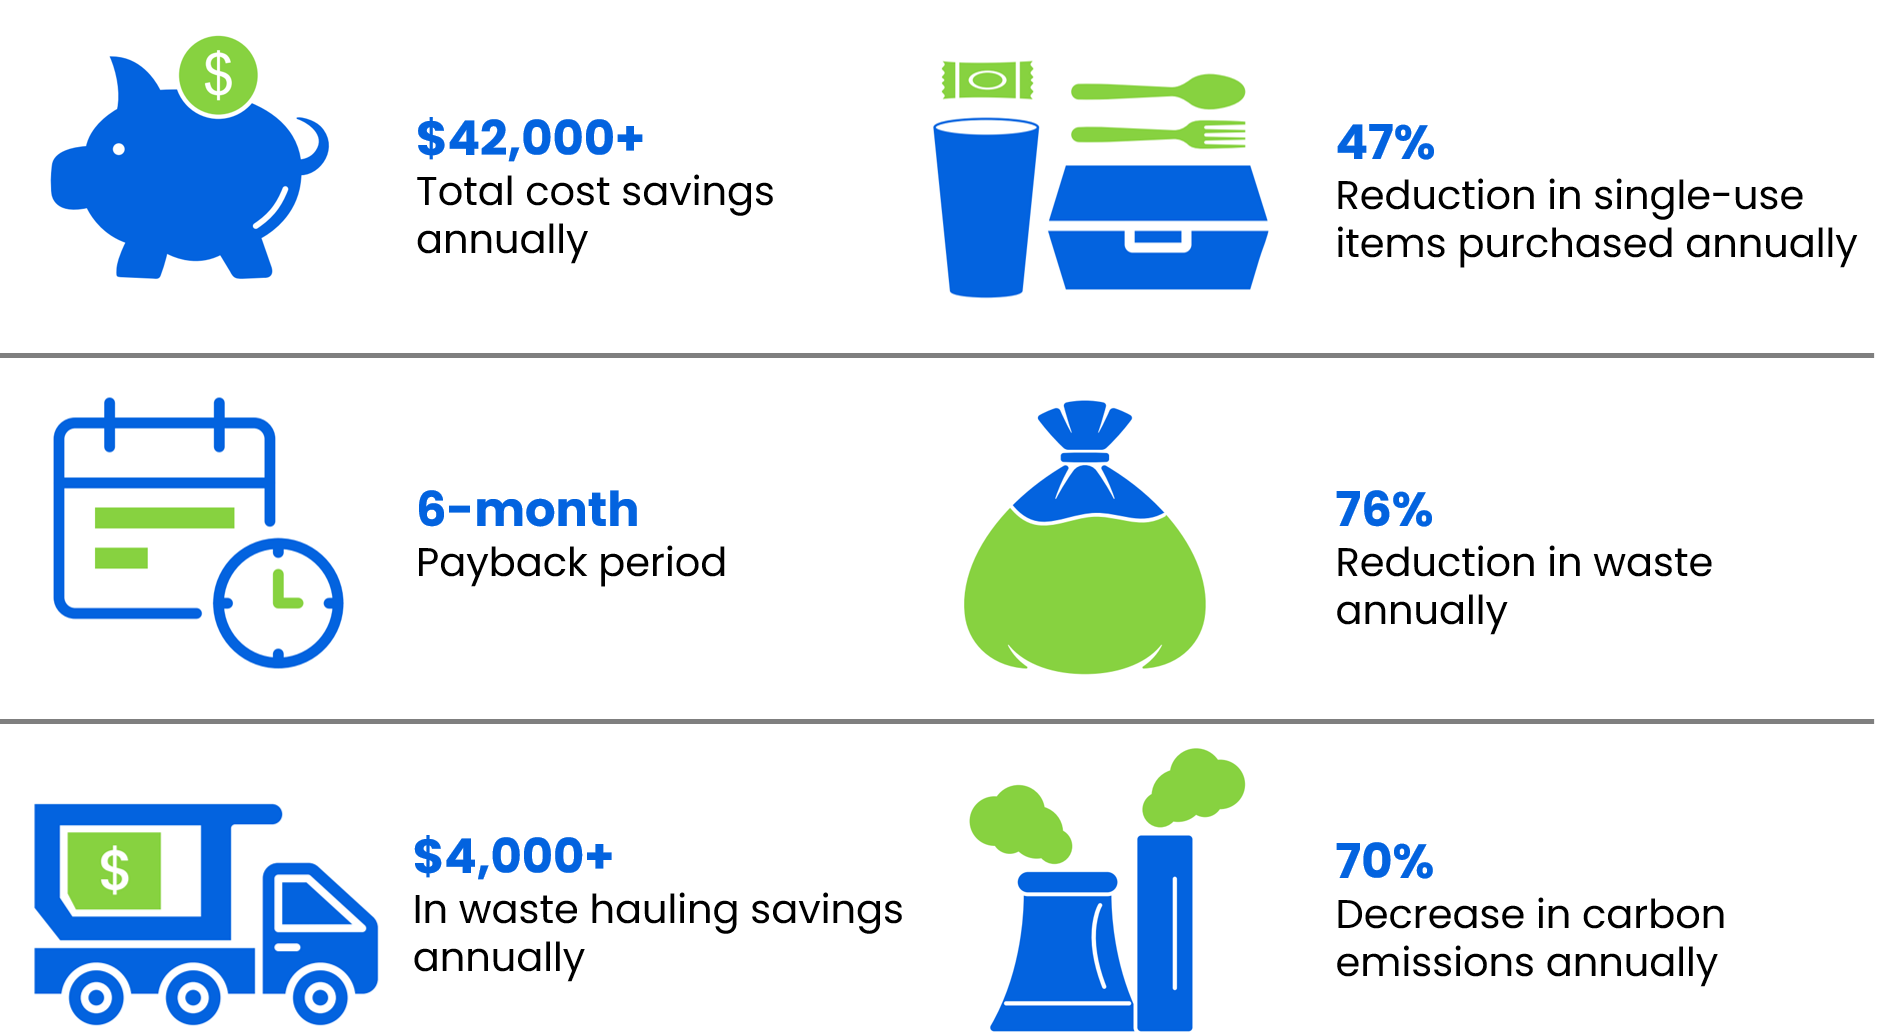 $
$42,000+
Total cost savings
annually
47%
Reduction in single-use
items purchased annually
6-month
Payback period
76%
Reduction in waste
annually
$
$4,000+
In waste hauling savings
annually
70%
Decrease in carbon
emissions annually